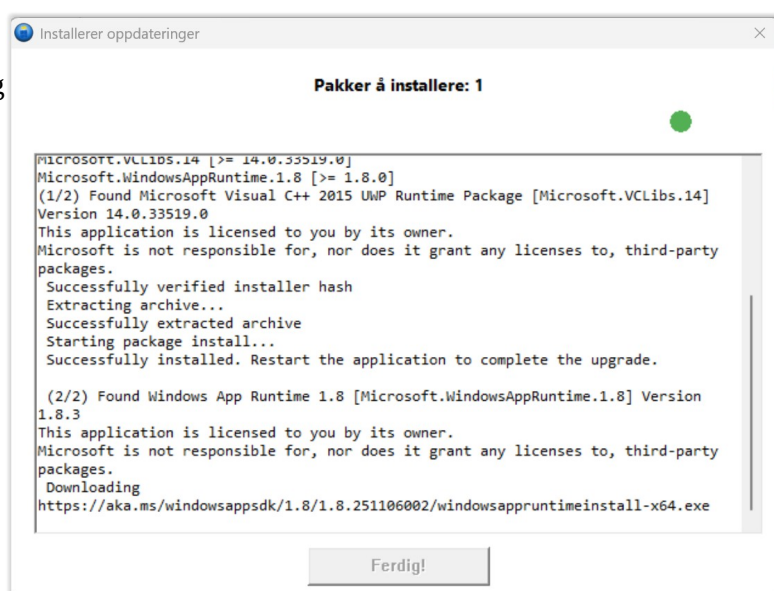 Installerer oppdateringer
g
Pakker å installere: 1
Microsoft.VCLibs.14 [>= 14.0.33519.0]
Microsoft.WindowsAppRuntime.1.8 [>= 1.8.0]
(1/2) Found Microsoft Visual C++ 2015 UWP Runtime Package [Microsoft.VCLibs.14]
Version 14.0.33519.0
This application is licensed to you by its owner.
Microsoft is not responsible for, nor does it grant any licenses to, third-party
packages.
Successfully verified installer hash
Extracting archive...
Successfully extracted archive
Starting package install...
Successfully installed. Restart the application to complete the upgrade.
(2/2) Found Windows App Runtime 1.8 [Microsoft.WindowsAppRuntime.1.8] Version
1.8.3
This application is licensed to you by its owner.
Microsoft is not responsible for, nor does it grant any licenses to, third-party
packages.
Downloading
https://aka.ms/windowsappsdk/1.8/1.8.251106002/windowsappruntimeinstall-x64.exe
Ferdig!